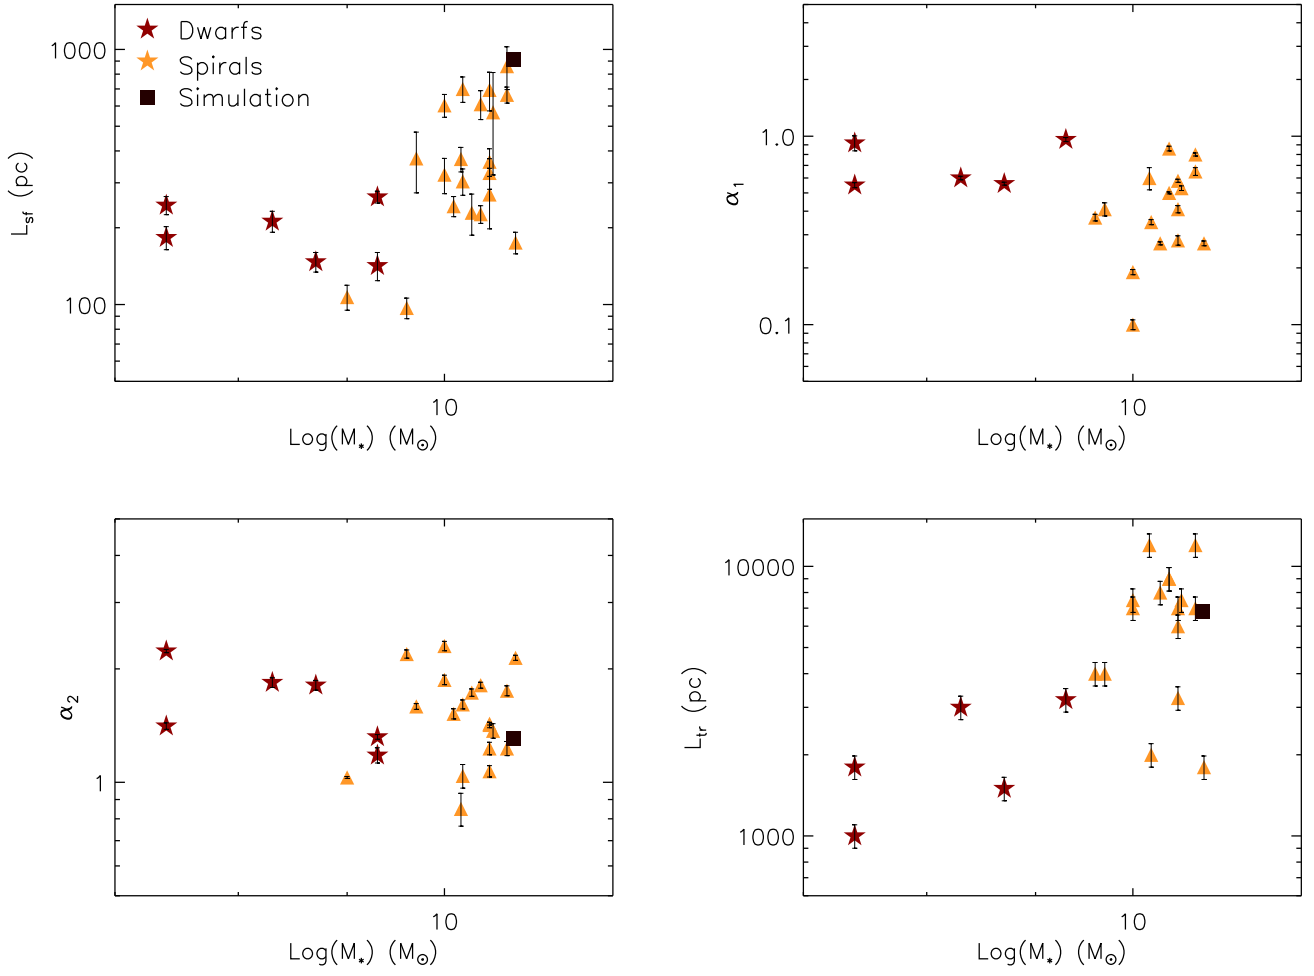 Dwarfs
Spirals
Simulation
1000
100
L_sf (pc)
10
Log(M_*) (M_⊙)
1.0
0.1
α_1
10
Log(M_*) (M_⊙)
1
α_2
10
Log(M_*) (M_⊙)
10000
1000
L_tr (pc)
10
Log(M_*) (M_⊙)